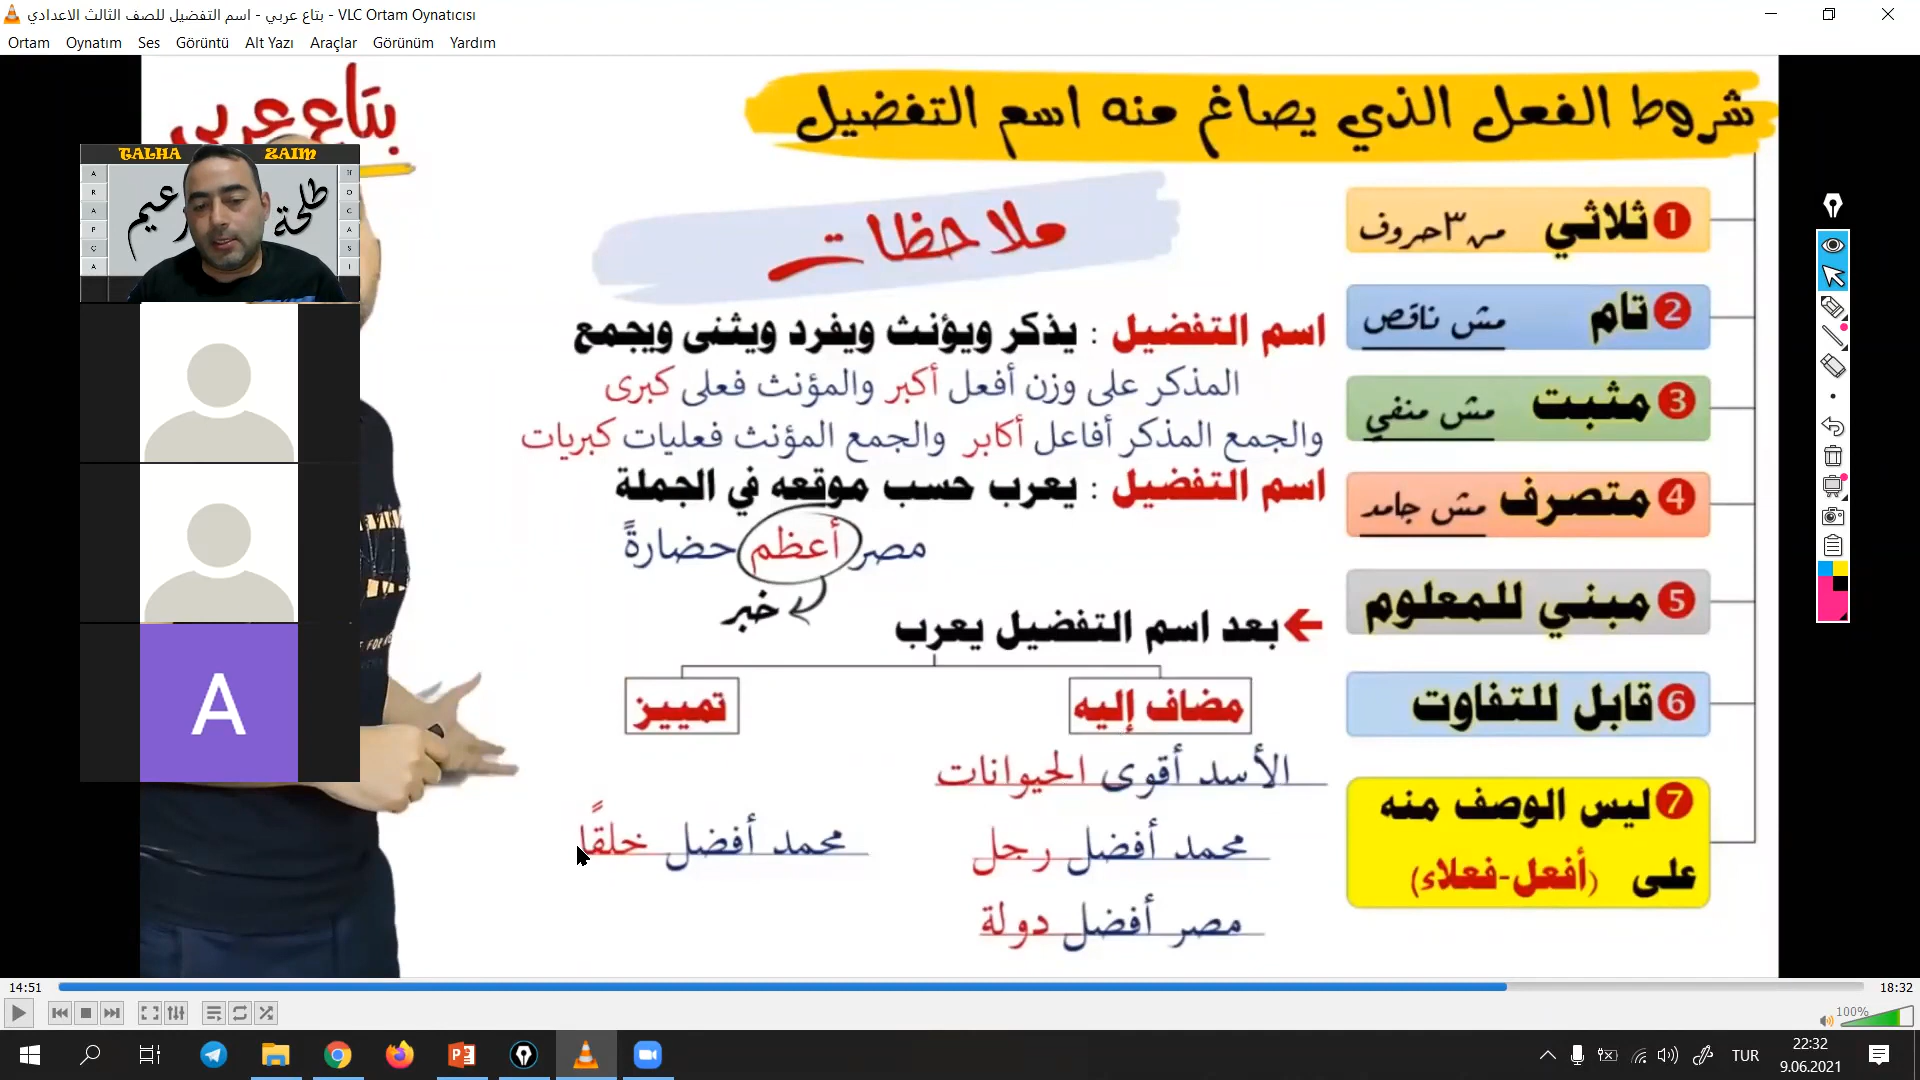 بتاع عربي - اسم التفضيل للصف الثالث الاعدادي - VLC Ortam Oynatıcısı
Ortam Oynatım Ses Görüntü Alt Yazı Araçlar Görünüm Yardım
بتاع عربي
شروط الفعل الذي يصاغ منه اسم التفضيل
TALHA ZAIM
طلحة زعيم
A R A P Ç A
H O C A S I
1 ثلاثي من ٣ حروف
2 تام مش ناقص
3 مثبت مش منفي
4 متصرف مش جامد
5 مبني للمعلوم
6 قابل للتفاوت
7 ليس الوصف منه
على (أفعل-فعلاء)
ملاحظات
اسم التفضيل : يذكر ويؤنث ويفرد ويثنى ويجمع
المذكر على وزن أفعل أكبر والمؤنث فعلى كبرى
والجمع المذكر أفاعل أكابر والجمع المؤنث فعليات كبريات
اسم التفضيل : يعرب حسب موقعه في الجملة
مصر أعظم حضارةً
خبر
بعد اسم التفضيل يعرب
مضاف إليه
تمييز
الأسد أقوى الحيوانات
محمد أفضل رجل
محمد أفضل خلقًا
مصر أفضل دولة
A
14:51
18:32
100%
TUR
22:32
9.06.2021